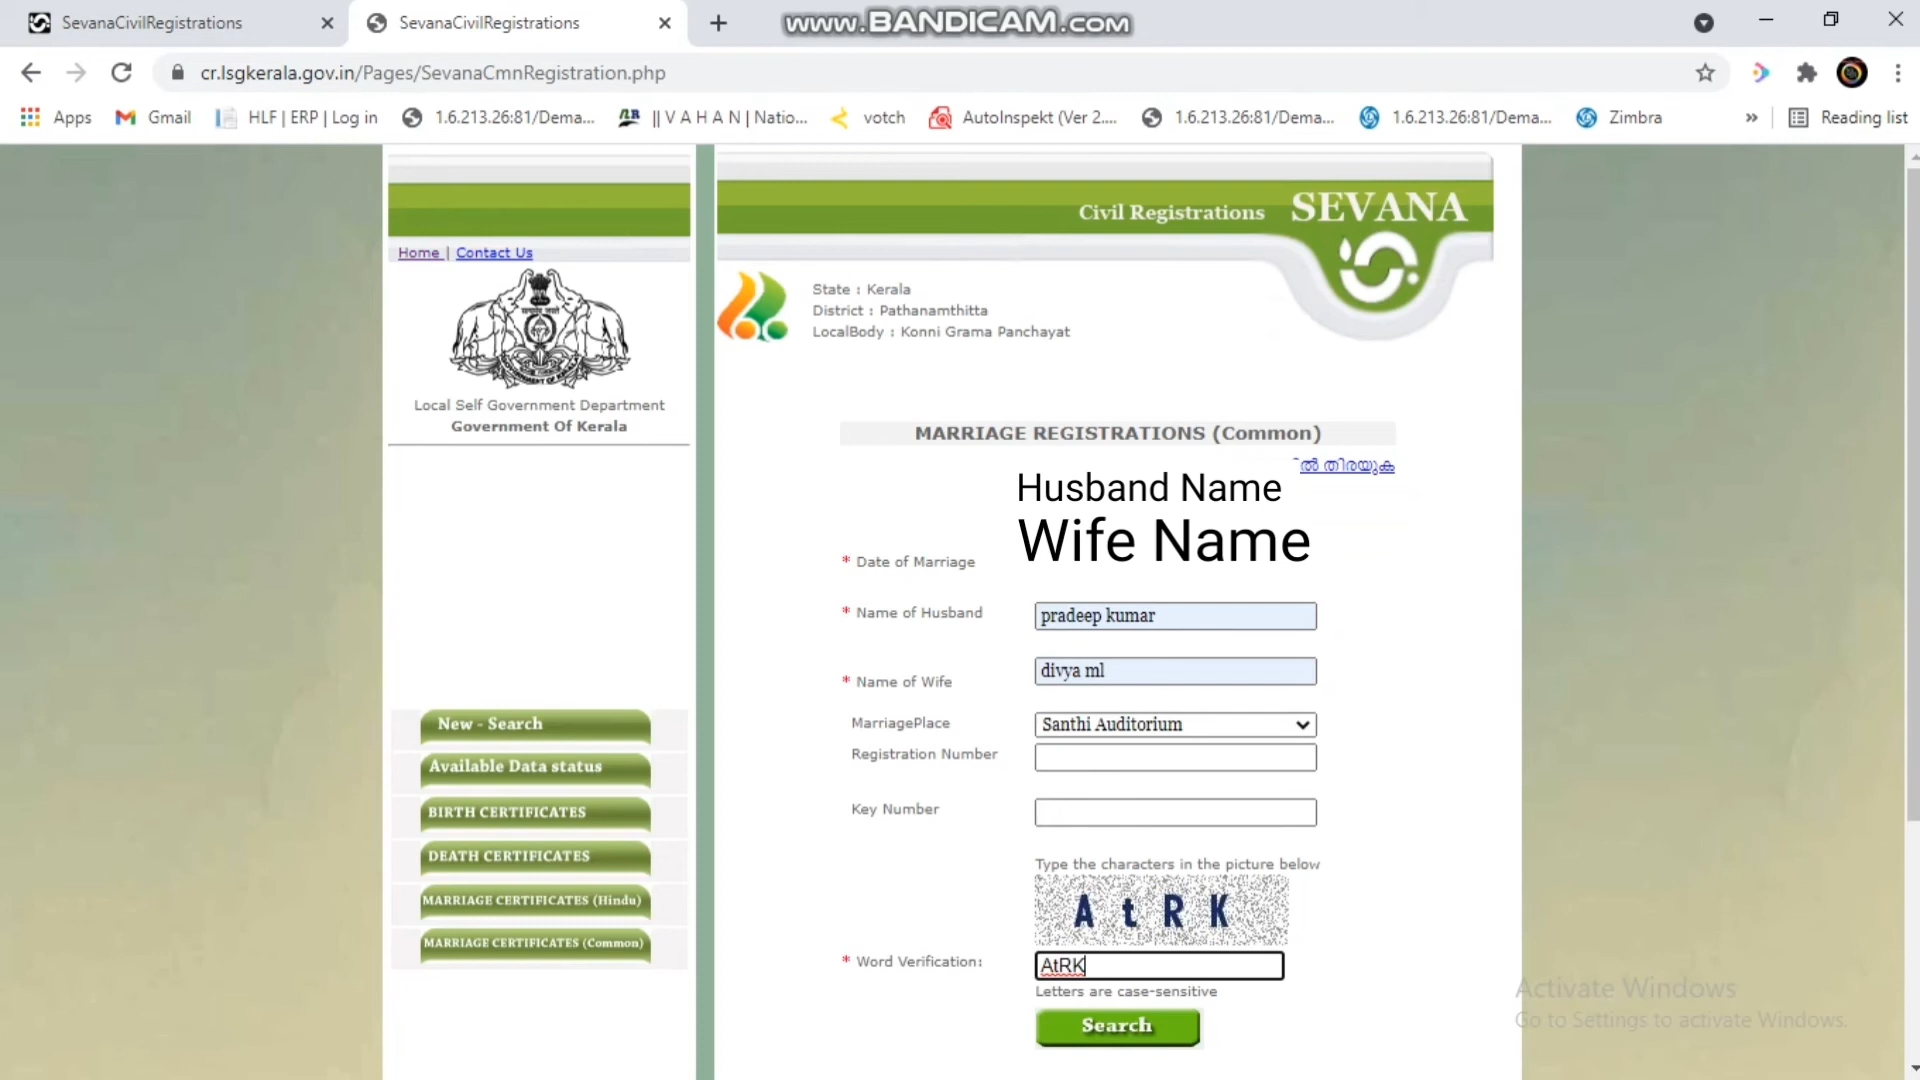 SevanaCivilRegistrations
SevanaCivilRegistrations
www.BANDICAM.com
cr.lsgkerala.gov.in/Pages/SevanaCmnRegistration.php
Apps
Gmail
HLF | ERP | Log in
1.6.213.26:81/Dema...
|| V A H A N | Natio...
votch
AutoInspekt (Ver 2....
1.6.213.26:81/Dema...
1.6.213.26:81/Dema...
Zimbra
»
Reading list
Home | Contact Us
Local Self Government Department
Government Of Kerala
New - Search
Available Data status
BIRTH CERTIFICATES
DEATH CERTIFICATES
MARRIAGE CERTIFICATES (Hindu)
MARRIAGE CERTIFICATES (Common)
Civil Registrations SEVANA
State : Kerala
District : Pathanamthitta
LocalBody : Konni Grama Panchayat
MARRIAGE REGISTRATIONS (Common)
ൽ തിരയുക
Husband Name
Wife Name
* Date of Marriage
* Name of Husband pradeep kumar
* Name of Wife divya ml
MarriagePlace Santhi Auditorium
Registration Number
Key Number
Type the characters in the picture below
A t R K
* Word Verification: AtRK
Letters are case-sensitive
Search
Activate Windows
Go to Settings to activate Windows.